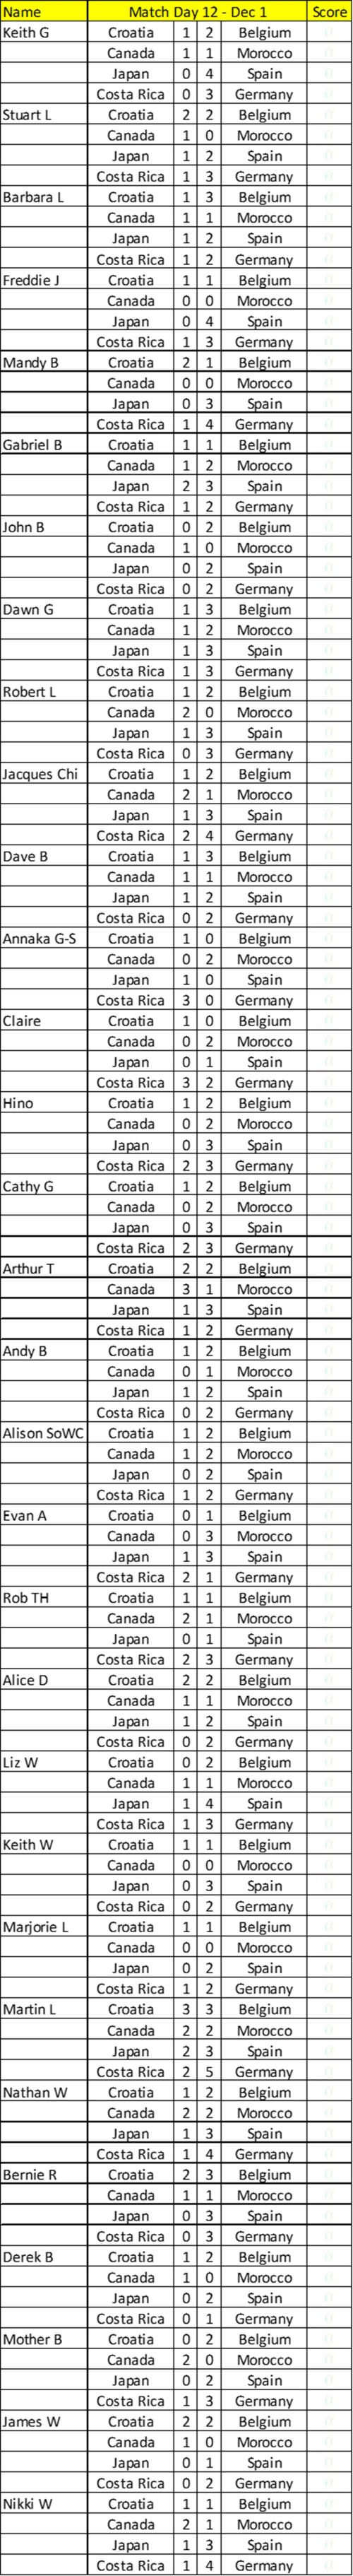 Name Match Day 12 - Dec 1 Score
Keith G Croatia 1 2 Belgium 0
Canada 1 1 Morocco 0
Japan 0 4 Spain 0
Costa Rica 0 3 Germany 0
Stuart L Croatia 2 2 Belgium 0
Canada 1 0 Morocco 0
Japan 1 2 Spain 0
Costa Rica 1 3 Germany 0
Barbara L Croatia 1 3 Belgium 0
Canada 1 1 Morocco 0
Japan 1 2 Spain 0
Costa Rica 1 2 Germany 0
Freddie J Croatia 1 1 Belgium 0
Canada 0 0 Morocco 0
Japan 0 4 Spain 0
Costa Rica 1 3 Germany 0
Mandy B Croatia 2 1 Belgium 0
Canada 0 0 Morocco 0
Japan 0 3 Spain 0
Costa Rica 1 4 Germany 0
Gabriel B Croatia 1 1 Belgium 0
Canada 1 2 Morocco 0
Japan 2 3 Spain 0
Costa Rica 1 2 Germany 0
John B Croatia 0 2 Belgium 0
Canada 1 0 Morocco 0
Japan 0 2 Spain 0
Costa Rica 0 2 Germany 0
Dawn G Croatia 1 3 Belgium 0
Canada 1 2 Morocco 0
Japan 1 3 Spain 0
Costa Rica 1 3 Germany 0
Robert L Croatia 1 2 Belgium 0
Canada 2 0 Morocco 0
Japan 1 3 Spain 0
Costa Rica 0 3 Germany 0
Jacques Chi Croatia 1 2 Belgium 0
Canada 2 1 Morocco 0
Japan 1 3 Spain 0
Costa Rica 2 4 Germany 0
Dave B Croatia 1 3 Belgium 0
Canada 1 1 Morocco 0
Japan 1 2 Spain 0
Costa Rica 0 2 Germany 0
Annaka G-S Croatia 1 0 Belgium 0
Canada 0 2 Morocco 0
Japan 1 0 Spain 0
Costa Rica 3 0 Germany 0
Claire Croatia 1 0 Belgium 0
Canada 0 2 Morocco 0
Japan 0 1 Spain 0
Costa Rica 3 2 Germany 0
Hino Croatia 1 2 Belgium 0
Canada 0 2 Morocco 0
Japan 0 3 Spain 0
Costa Rica 2 3 Germany 0
Cathy G Croatia 1 2 Belgium 0
Canada 0 2 Morocco 0
Japan 0 3 Spain 0
Costa Rica 2 3 Germany 0
Arthur T Croatia 2 2 Belgium 0
Canada 3 1 Morocco 0
Japan 1 3 Spain 0
Costa Rica 1 2 Germany 0
Andy B Croatia 1 2 Belgium 0
Canada 0 1 Morocco 0
Japan 1 2 Spain 0
Costa Rica 0 2 Germany 0
Alison SoWC Croatia 1 2 Belgium 0
Canada 1 2 Morocco 0
Japan 0 2 Spain 0
Costa Rica 1 2 Germany 0
Evan A Croatia 0 1 Belgium 0
Canada 0 3 Morocco 0
Japan 1 3 Spain 0
Costa Rica 2 1 Germany 0
Rob TH Croatia 1 1 Belgium 0
Canada 2 1 Morocco 0
Japan 0 1 Spain 0
Costa Rica 2 3 Germany 0
Alice D Croatia 2 2 Belgium 0
Canada 1 1 Morocco 0
Japan 1 2 Spain 0
Costa Rica 0 2 Germany 0
Liz W Croatia 0 2 Belgium 0
Canada 1 1 Morocco 0
Japan 1 4 Spain 0
Costa Rica 1 3 Germany 0
Keith W Croatia 1 1 Belgium 0
Canada 0 0 Morocco 0
Japan 0 3 Spain 0
Costa Rica 0 2 Germany 0
Marjorie L Croatia 1 1 Belgium 0
Canada 0 0 Morocco 0
Japan 0 2 Spain 0
Costa Rica 1 2 Germany 0
Martin L Croatia 3 3 Belgium 0
Canada 2 2 Morocco 0
Japan 2 3 Spain 0
Costa Rica 2 5 Germany 0
Nathan W Croatia 1 2 Belgium 0
Canada 2 2 Morocco 0
Japan 1 3 Spain 0
Costa Rica 1 4 Germany 0
Bernie R Croatia 2 3 Belgium 0
Canada 1 1 Morocco 0
Japan 0 3 Spain 0
Costa Rica 0 3 Germany 0
Derek B Croatia 1 2 Belgium 0
Canada 1 0 Morocco 0
Japan 0 2 Spain 0
Costa Rica 0 1 Germany 0
Mother B Croatia 0 2 Belgium 0
Canada 2 0 Morocco 0
Japan 0 2 Spain 0
Costa Rica 1 3 Germany 0
James W Croatia 2 2 Belgium 0
Canada 1 0 Morocco 0
Japan 0 1 Spain 0
Costa Rica 0 2 Germany 0
Nikki W Croatia 1 1 Belgium 0
Canada 2 1 Morocco 0
Japan 1 3 Spain 0
Costa Rica 1 4 Germany 0